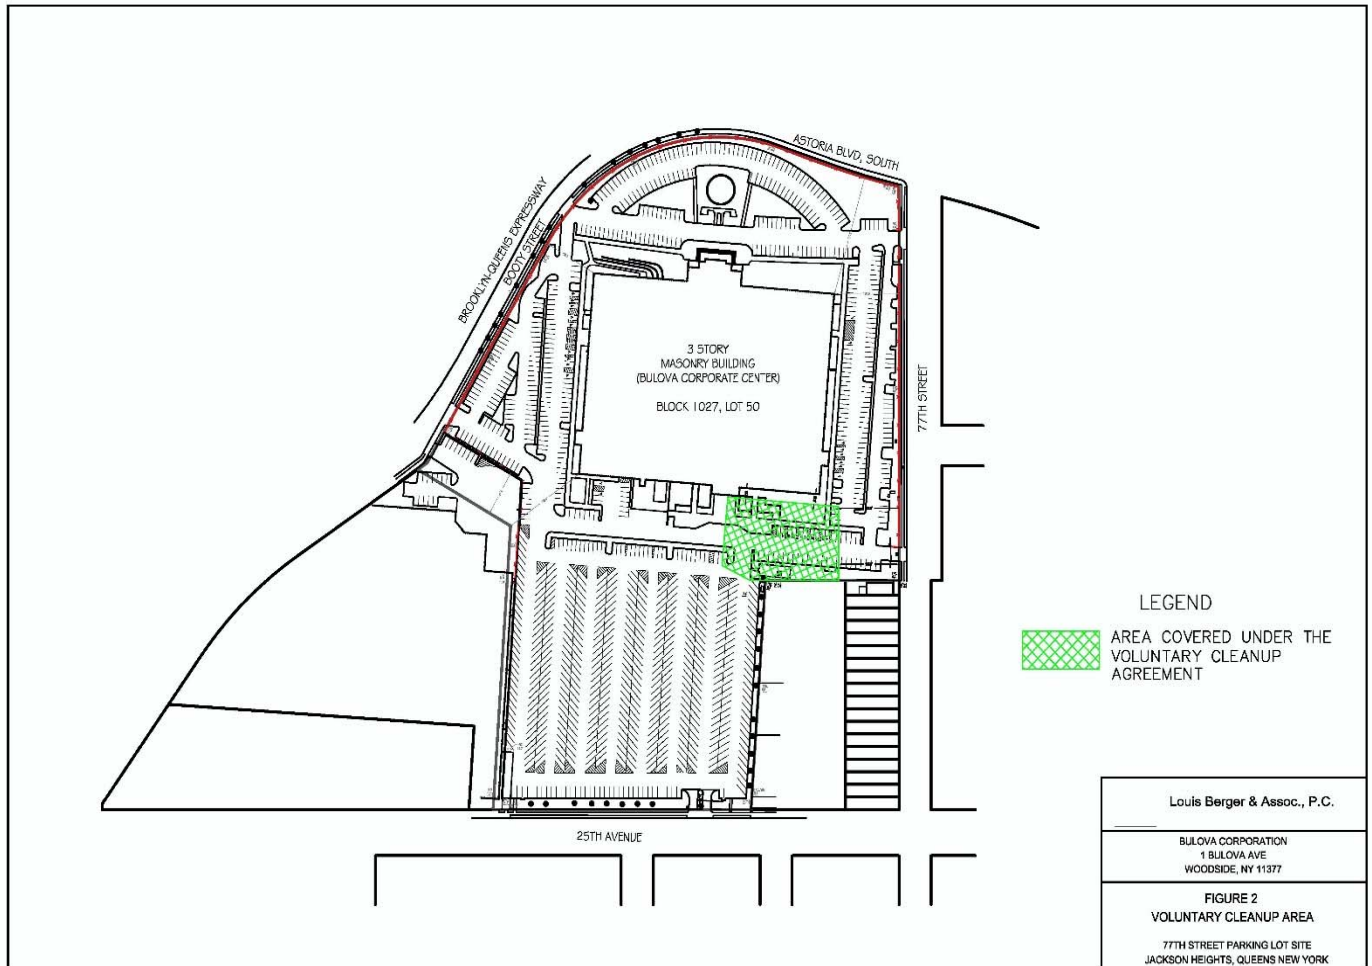 ASTORIA BLVD, SOUTH
BROOKLYN-QUEENS EXPRESSWAY
BOOTY STREET
3 STORY
MASONRY BUILDING
(BULOVA CORPORATE CENTER)
BLOCK 1027, LOT 50
77TH STREET
25TH AVENUE
LEGEND
AREA COVERED UNDER THE
VOLUNTARY CLEANUP
AGREEMENT
Louis Berger & Assoc., P.C.
BULOVA CORPORATION
1 BULOVA AVE
WOODSIDE, NY 11377
FIGURE 2
VOLUNTARY CLEANUP AREA
77TH STREET PARKING LOT SITE
JACKSON HEIGHTS, QUEENS NEW YORK